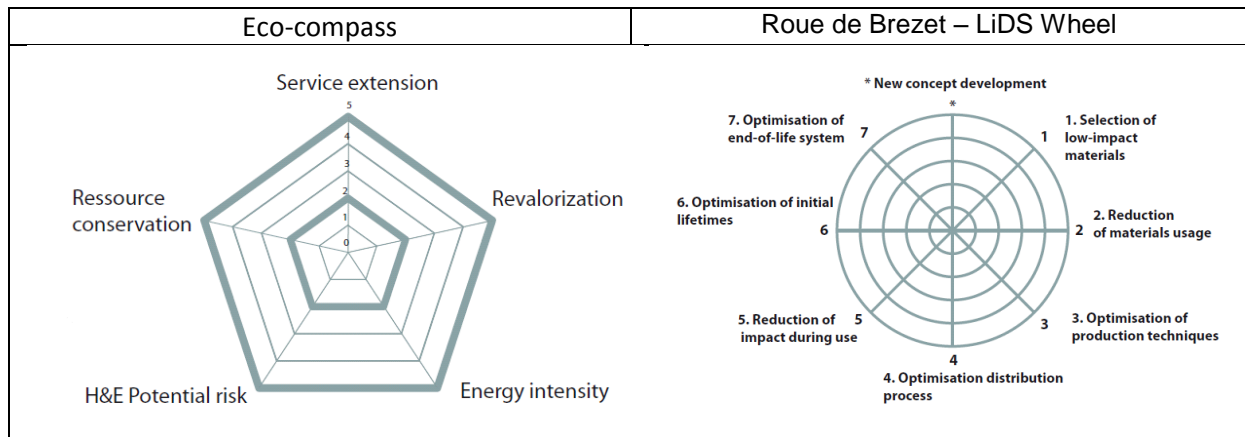 Eco-compass
Roue de Brezet – LiDS Wheel
Service extension
5
4
3
2
1
0
Ressource
conservation
Revalorization
H&E Potential risk
Energy intensity
* New concept development
*
7. Optimisation of
end-of-life system
7
1
1. Selection of
low-impact
materials
6. Optimisation of initial
lifetimes
6
2
2. Reduction
of materials usage
5. Reduction of
impact during use
5
3
3. Optimisation of
production techniques
4
4. Optimisation distribution
process